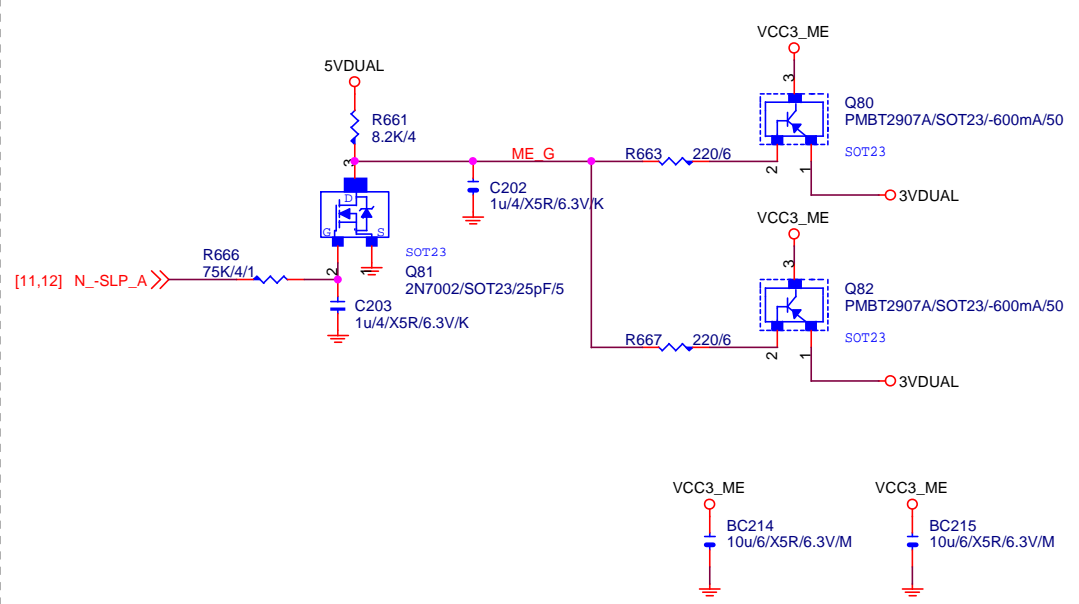 VCC3_ME
3
Q80
PMBT2907A/SOT23/-600mA/50
SOT23
2
1
3VDUAL
5VDUAL
R661
8.2K/4
3
ME_G
R663
220/6
C202
1u/4/X5R/6.3V/K
D
G
S
SOT23
Q81
2N7002/SOT23/25pF/5
2
1
[11,12] N_-SLP_A
R666
75K/4/1
C203
1u/4/X5R/6.3V/K
VCC3_ME
3
Q82
PMBT2907A/SOT23/-600mA/50
SOT23
R667
220/6
2
1
3VDUAL
VCC3_ME
BC214
10u/6/X5R/6.3V/M
VCC3_ME
BC215
10u/6/X5R/6.3V/M